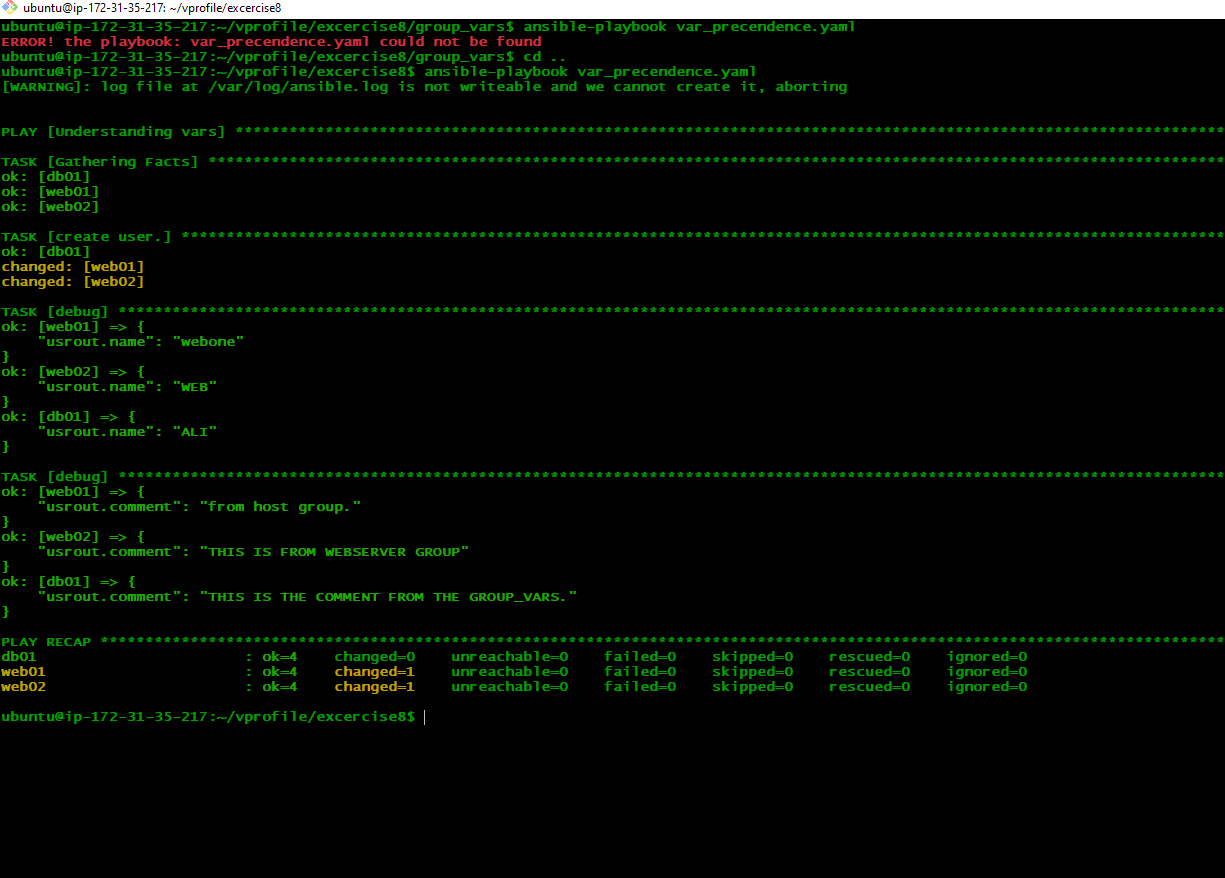 ubuntu@ip-172-31-35-217: ~/vprofile/excercise8
ubuntu@ip-172-31-35-217:~/vprofile/excercise8/group_vars$ ansible-playbook var_precendence.yaml
ERROR! the playbook: var_precendence.yaml could not be found
ubuntu@ip-172-31-35-217:~/vprofile/excercise8/group_vars$ cd ..
ubuntu@ip-172-31-35-217:~/vprofile/excercise8$ ansible-playbook var_precendence.yaml
[WARNING]: log file at /var/log/ansible.log is not writeable and we cannot create it, aborting
PLAY [Understanding vars] **************************************************************************************************************
TASK [Gathering Facts] *****************************************************************************************************************
ok: [db01]
ok: [web01]
ok: [web02]
TASK [create user.] ********************************************************************************************************************
ok: [db01]
changed: [web01]
changed: [web02]
TASK [debug] ***************************************************************************************************************************
ok: [web01] => {
    "usrout.name": "webone"
}
ok: [web02] => {
    "usrout.name": "WEB"
}
ok: [db01] => {
    "usrout.name": "ALI"
}
TASK [debug] ***************************************************************************************************************************
ok: [web01] => {
    "usrout.comment": "from host group."
}
ok: [web02] => {
    "usrout.comment": "THIS IS FROM WEBSERVER GROUP"
}
ok: [db01] => {
    "usrout.comment": "THIS IS THE COMMENT FROM THE GROUP_VARS."
}
PLAY RECAP *****************************************************************************************************************************
db01                       : ok=4    changed=0    unreachable=0    failed=0    skipped=0    rescued=0    ignored=0
web01                      : ok=4    changed=1    unreachable=0    failed=0    skipped=0    rescued=0    ignored=0
web02                      : ok=4    changed=1    unreachable=0    failed=0    skipped=0    rescued=0    ignored=0
ubuntu@ip-172-31-35-217:~/vprofile/excercise8$